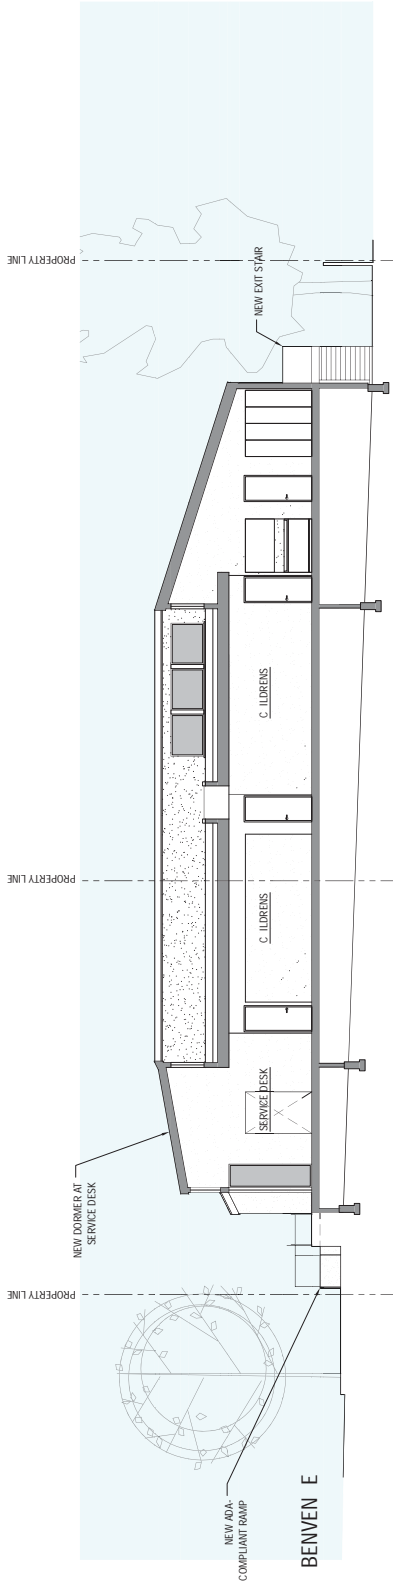 PROPERTY LINE
PROPERTY LINE
PROPERTY LINE
NEW DORMER AT
SERVICE DESK
NEW ADA-
COMPLIANT RAMP
BENVEN E
SERVICE DESK
C ILDRENS
C ILDRENS
NEW EXIT STAIR